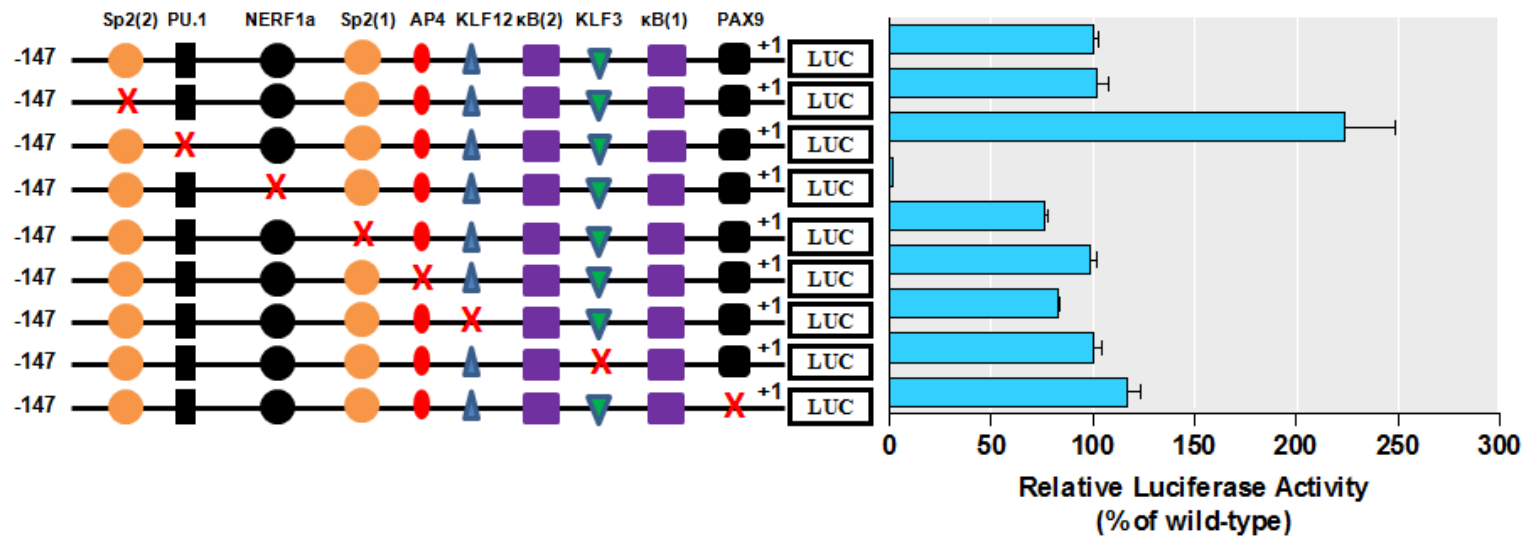 Sp2(2) PU.1 NERF1a Sp2(1) AP4 KLF12 κB(2) KLF3 κB(1) PAX9
-147 +1 LUC
-147 X +1 LUC
-147 X +1 LUC
-147 X +1 LUC
-147 X +1 LUC
-147 X +1 LUC
-147 X +1 LUC
-147 X +1 LUC
-147 X +1 LUC
0 50 100 150 200 250 300
Relative Luciferase Activity
(% of wild-type)